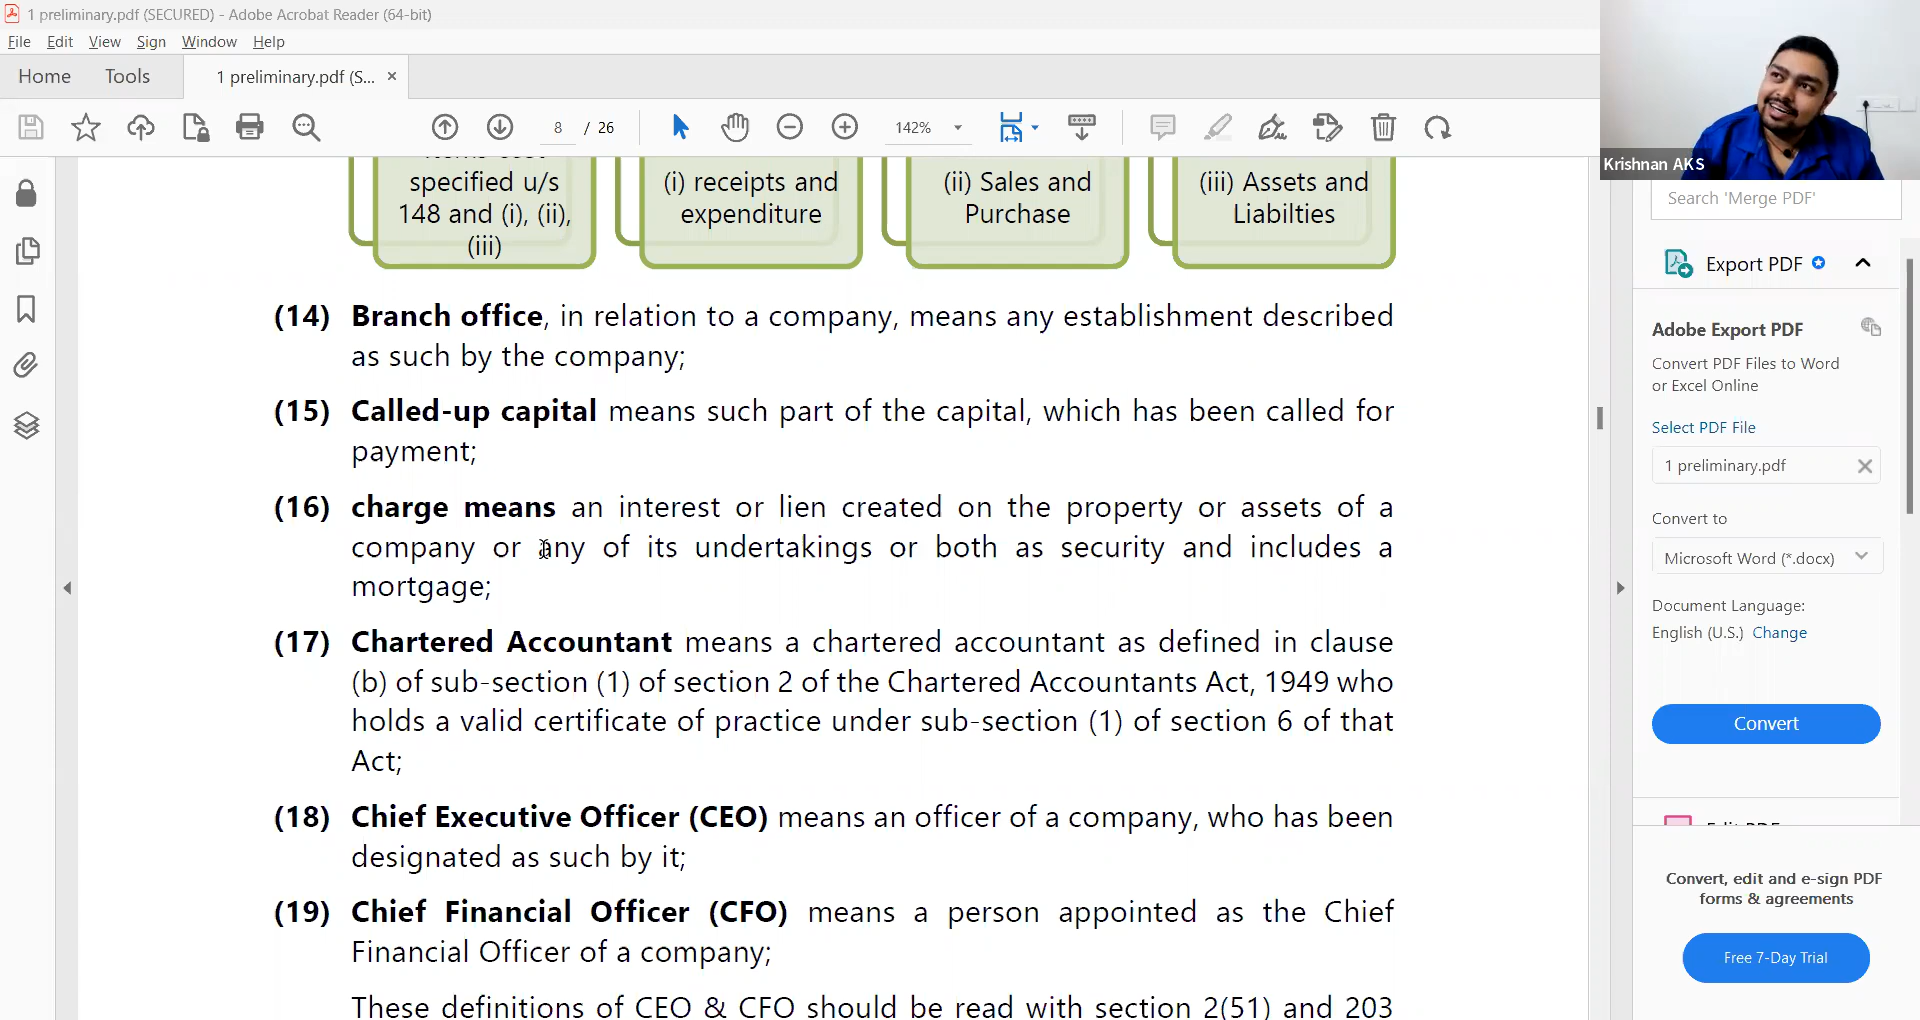 1 preliminary.pdf (SECURED) - Adobe Acrobat Reader (64-bit)
File Edit View Sign Window Help
Home Tools 1 preliminary.pdf (S... ×
8 / 26 142%
Krishnan AKS
specified u/s
148 and (i), (ii),
(iii)
(i) receipts and
expenditure
(ii) Sales and
Purchase
(iii) Assets and
Liabilties
(14) Branch office, in relation to a company, means any establishment described
as such by the company;
(15) Called-up capital means such part of the capital, which has been called for
payment;
(16) charge means an interest or lien created on the property or assets of a
company or any of its undertakings or both as security and includes a
mortgage;
(17) Chartered Accountant means a chartered accountant as defined in clause
(b) of sub-section (1) of section 2 of the Chartered Accountants Act, 1949 who
holds a valid certificate of practice under sub-section (1) of section 6 of that
Act;
(18) Chief Executive Officer (CEO) means an officer of a company, who has been
designated as such by it;
(19) Chief Financial Officer (CFO) means a person appointed as the Chief
Financial Officer of a company;
These definitions of CEO & CFO should be read with section 2(51) and 203
Search 'Merge PDF'
Export PDF
Adobe Export PDF
Convert PDF Files to Word
or Excel Online
Select PDF File
1 preliminary.pdf
Convert to
Microsoft Word (*.docx)
Document Language:
English (U.S.) Change
Convert
Convert, edit and e-sign PDF
forms & agreements
Free 7-Day Trial